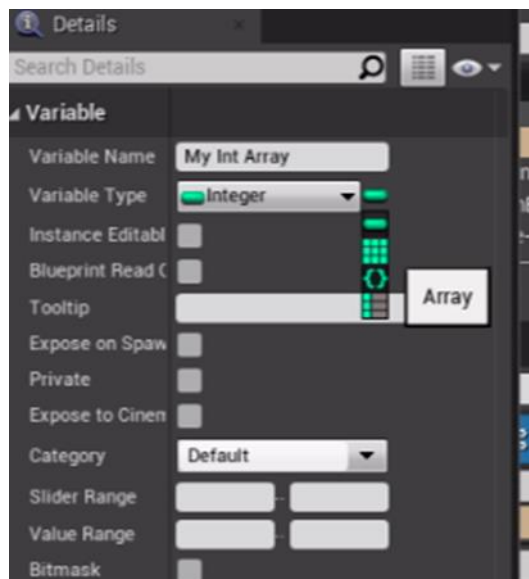 Details
Search Details
Variable
Variable Name My Int Array
Variable Type Integer
Instance Editabl
Blueprint Read C
Tooltip
Array
Expose on Spaw
Private
Expose to Cinem
Category Default
Slider Range
Value Range
Bitmask